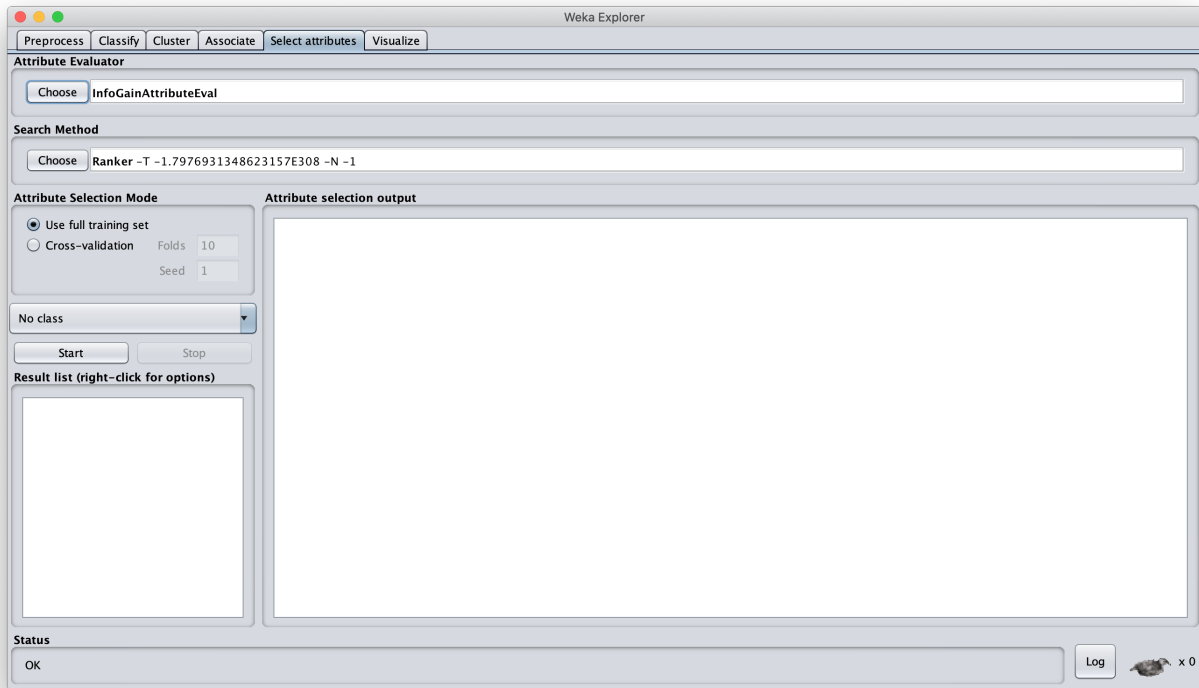 Weka Explorer
Preprocess Classify Cluster Associate Select attributes Visualize
Attribute Evaluator
Choose InfoGainAttributeEval
Search Method
Choose Ranker -T -1.7976931348623157E308 -N -1
Attribute Selection Mode
Use full training set
Cross-validation Folds 10
Seed 1
No class
Start Stop
Result list (right-click for options)
Attribute selection output
Status
OK
Log x 0